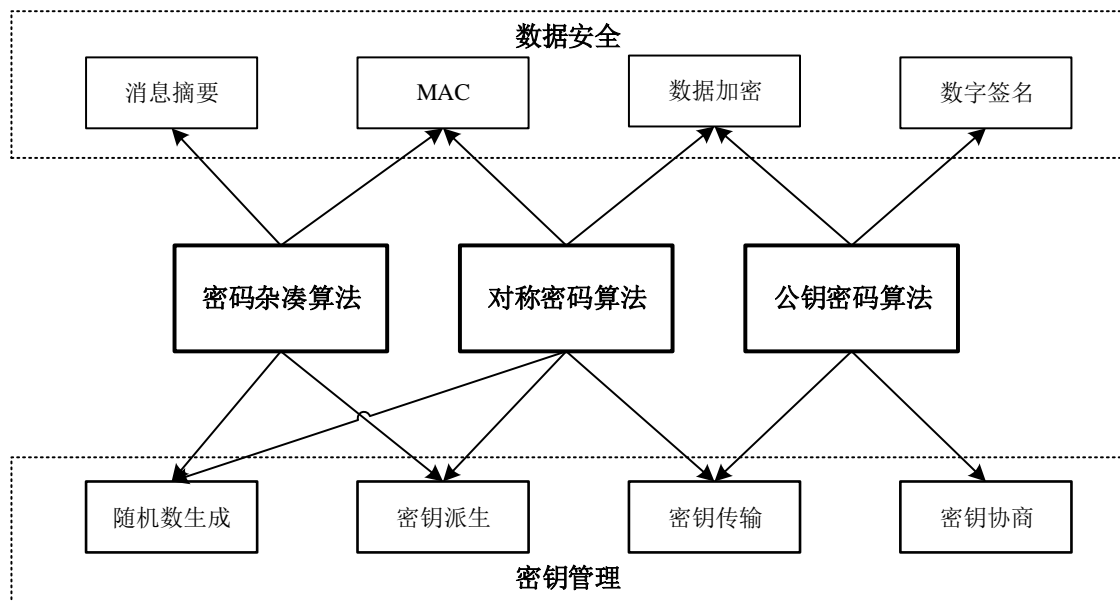 数据安全
消息摘要
MAC
数据加密
数字签名
密码杂凑算法
对称密码算法
公钥密码算法
随机数生成
密钥派生
密钥传输
密钥协商
密钥管理